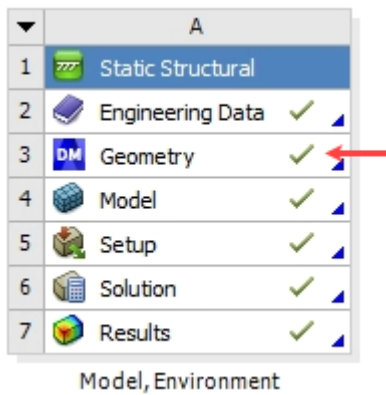 A
1 Static Structural
2 Engineering Data
3 DM Geometry
4 Model
5 Setup
6 Solution
7 Results
Model, Environment